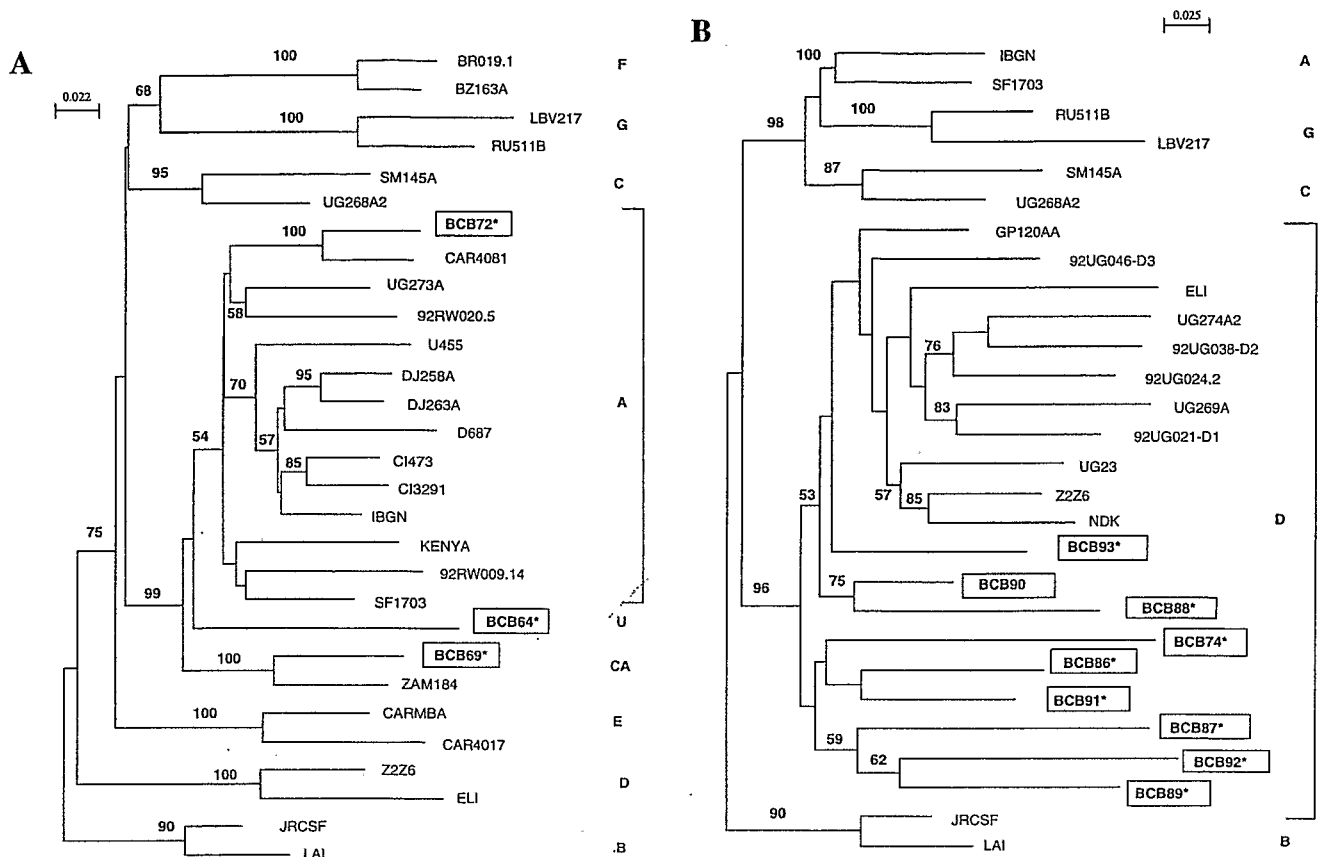 A
0.022
100
BR019.1
F
BZ163A
68
100
LBV217
G
RU511B
95
SM145A
C
UG268A2
BCB72*
100
CAR4081
UG273A
58
92RW020.5
U455
70
95
DJ258A
DJ263A
A
57
D687
54
85
CI473
CI3291
IBGN
75
KENYA
92RW009.14
99
SF1703
BCB64*
U
100
BCB69*
CA
ZAM184
100
CARMBA
E
CAR4017
100
Z2Z6
D
ELI
90
JRCSF
LAI
.B
B
0.025
100
IBGN
A
SF1703
98
100
RU511B
G
LBV217
87
SM145A
C
UG268A2
GP120AA
92UG046-D3
ELI
UG274A2
76
92UG038-D2
92UG024.2
83
UG269A
92UG021-D1
UG23
53
57
85
Z2Z6
NDK
D
BCB93*
96
75
BCB90
BCB88*
BCB74*
BCB86*
BCB91*
59
BCB87*
62
BCB92*
BCB89*
90
JRCSF
LAI
B